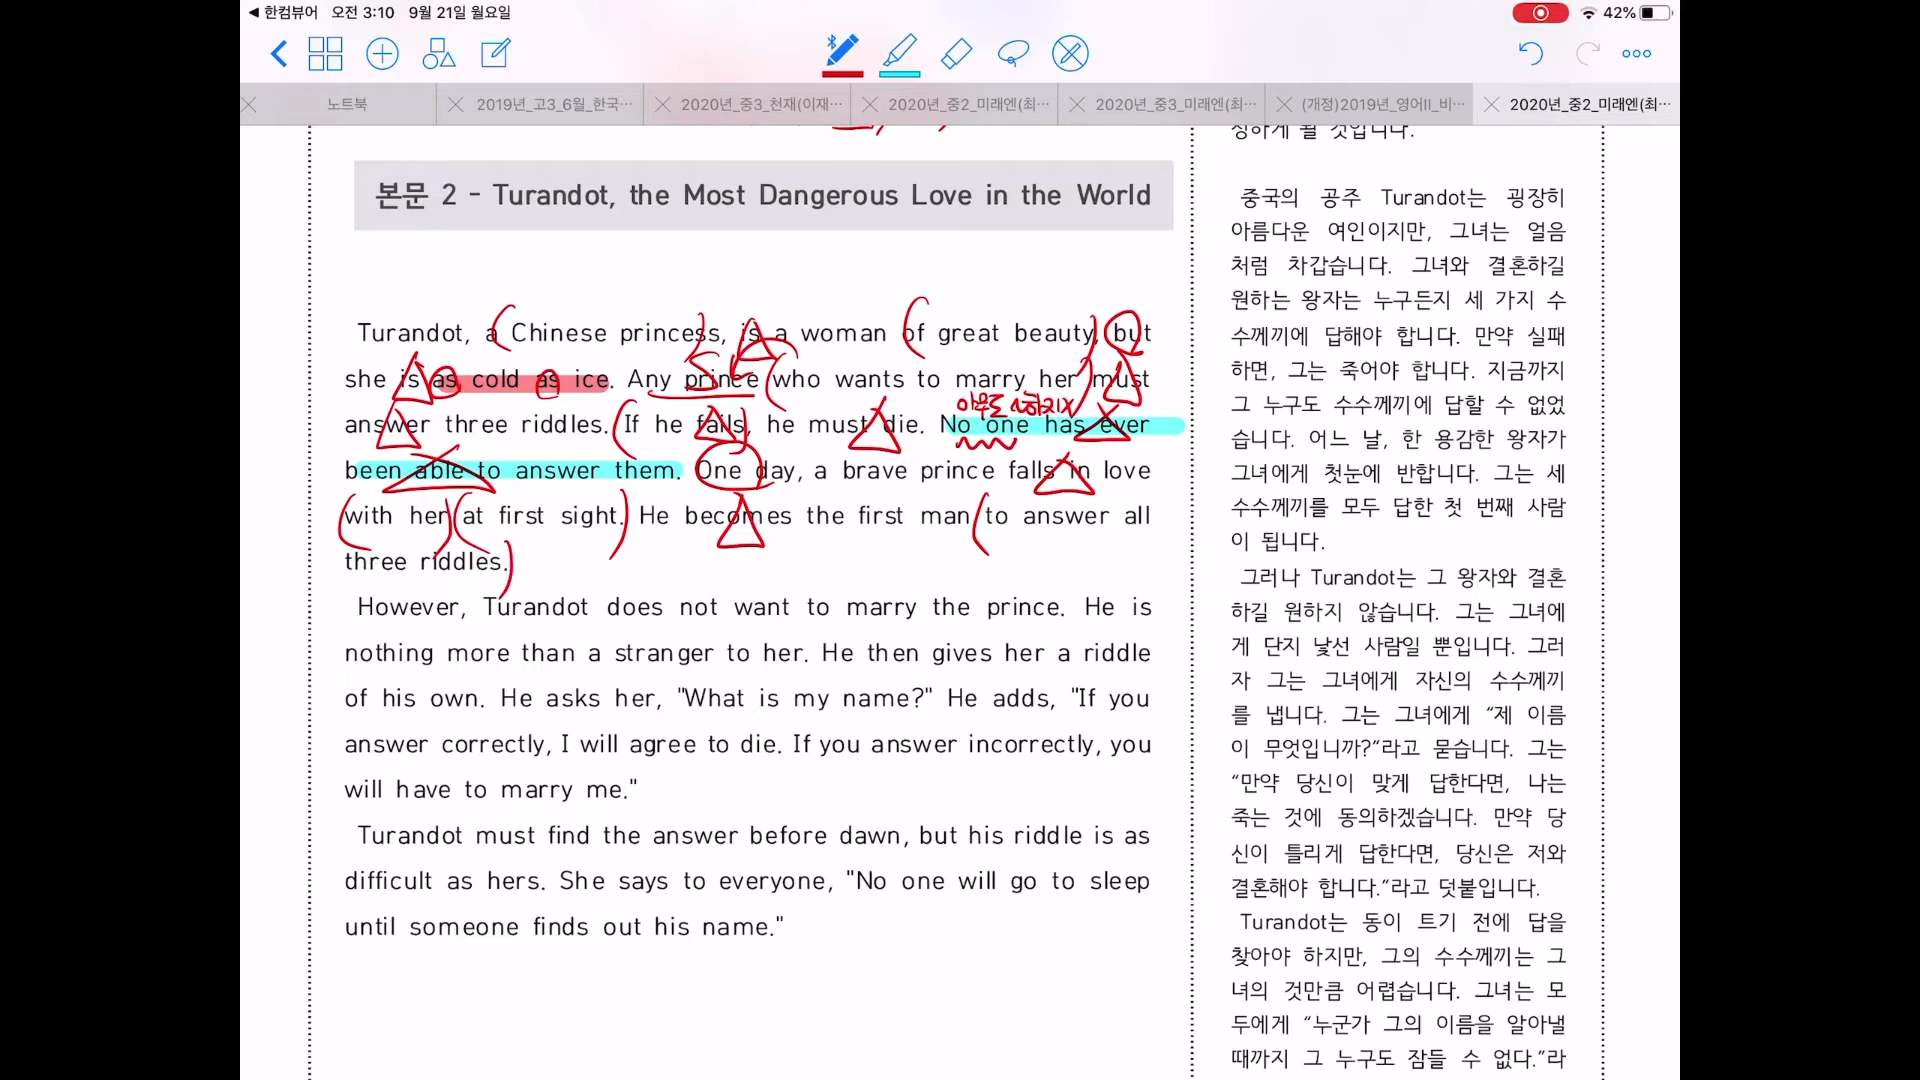 ◀ 한컴뷰어 오전 3:10 9월 21일 월요일
42%
노트북
2019년_고3_6월_한국···
2020년_중3_천재(이재···
2020년_중2_미래엔(최···
2020년_중3_미래엔(최···
(개정)2019년_영어II_비···
2020년_중2_미래엔(최···
본문 2 - Turandot, the Most Dangerous Love in the World
Turandot, a Chinese princess, is a woman of great beauty, but
she is as cold as ice. Any prince who wants to marry her must
아무도 ~하지X
answer three riddles. If he fails, he must die. No one has ever
been able to answer them. One day, a brave prince falls in love
with her at first sight. He becomes the first man to answer all
three riddles.
However, Turandot does not want to marry the prince. He is
nothing more than a stranger to her. He then gives her a riddle
of his own. He asks her, "What is my name?" He adds, "If you
answer correctly, I will agree to die. If you answer incorrectly, you
will have to marry me."
Turandot must find the answer before dawn, but his riddle is as
difficult as hers. She says to everyone, "No one will go to sleep
until someone finds out his name."
것입니다.
중국의 공주 Turandot는 굉장히
아름다운 여인이지만, 그녀는 얼음
처럼 차갑습니다. 그녀와 결혼하길
원하는 왕자는 누구든지 세 가지 수
수께끼에 답해야 합니다. 만약 실패
하면, 그는 죽어야 합니다. 지금까지
그 누구도 수수께끼에 답할 수 없었
습니다. 어느 날, 한 용감한 왕자가
그녀에게 첫눈에 반합니다. 그는 세
수수께끼를 모두 답한 첫 번째 사람
이 됩니다.
그러나 Turandot는 그 왕자와 결혼
하길 원하지 않습니다. 그는 그녀에
게 단지 낯선 사람일 뿐입니다. 그러
자 그는 그녀에게 자신의 수수께끼
를 냅니다. 그는 그녀에게 “제 이름
이 무엇입니까?”라고 묻습니다. 그는
“만약 당신이 맞게 답한다면, 나는
죽는 것에 동의하겠습니다. 만약 당
신이 틀리게 답한다면, 당신은 저와
결혼해야 합니다.”라고 덧붙입니다.
Turandot는 동이 트기 전에 답을
찾아야 하지만, 그의 수수께끼는 그
녀의 것만큼 어렵습니다. 그녀는 모
두에게 “누군가 그의 이름을 알아낼
때까지 그 누구도 잠들 수 없다.”라